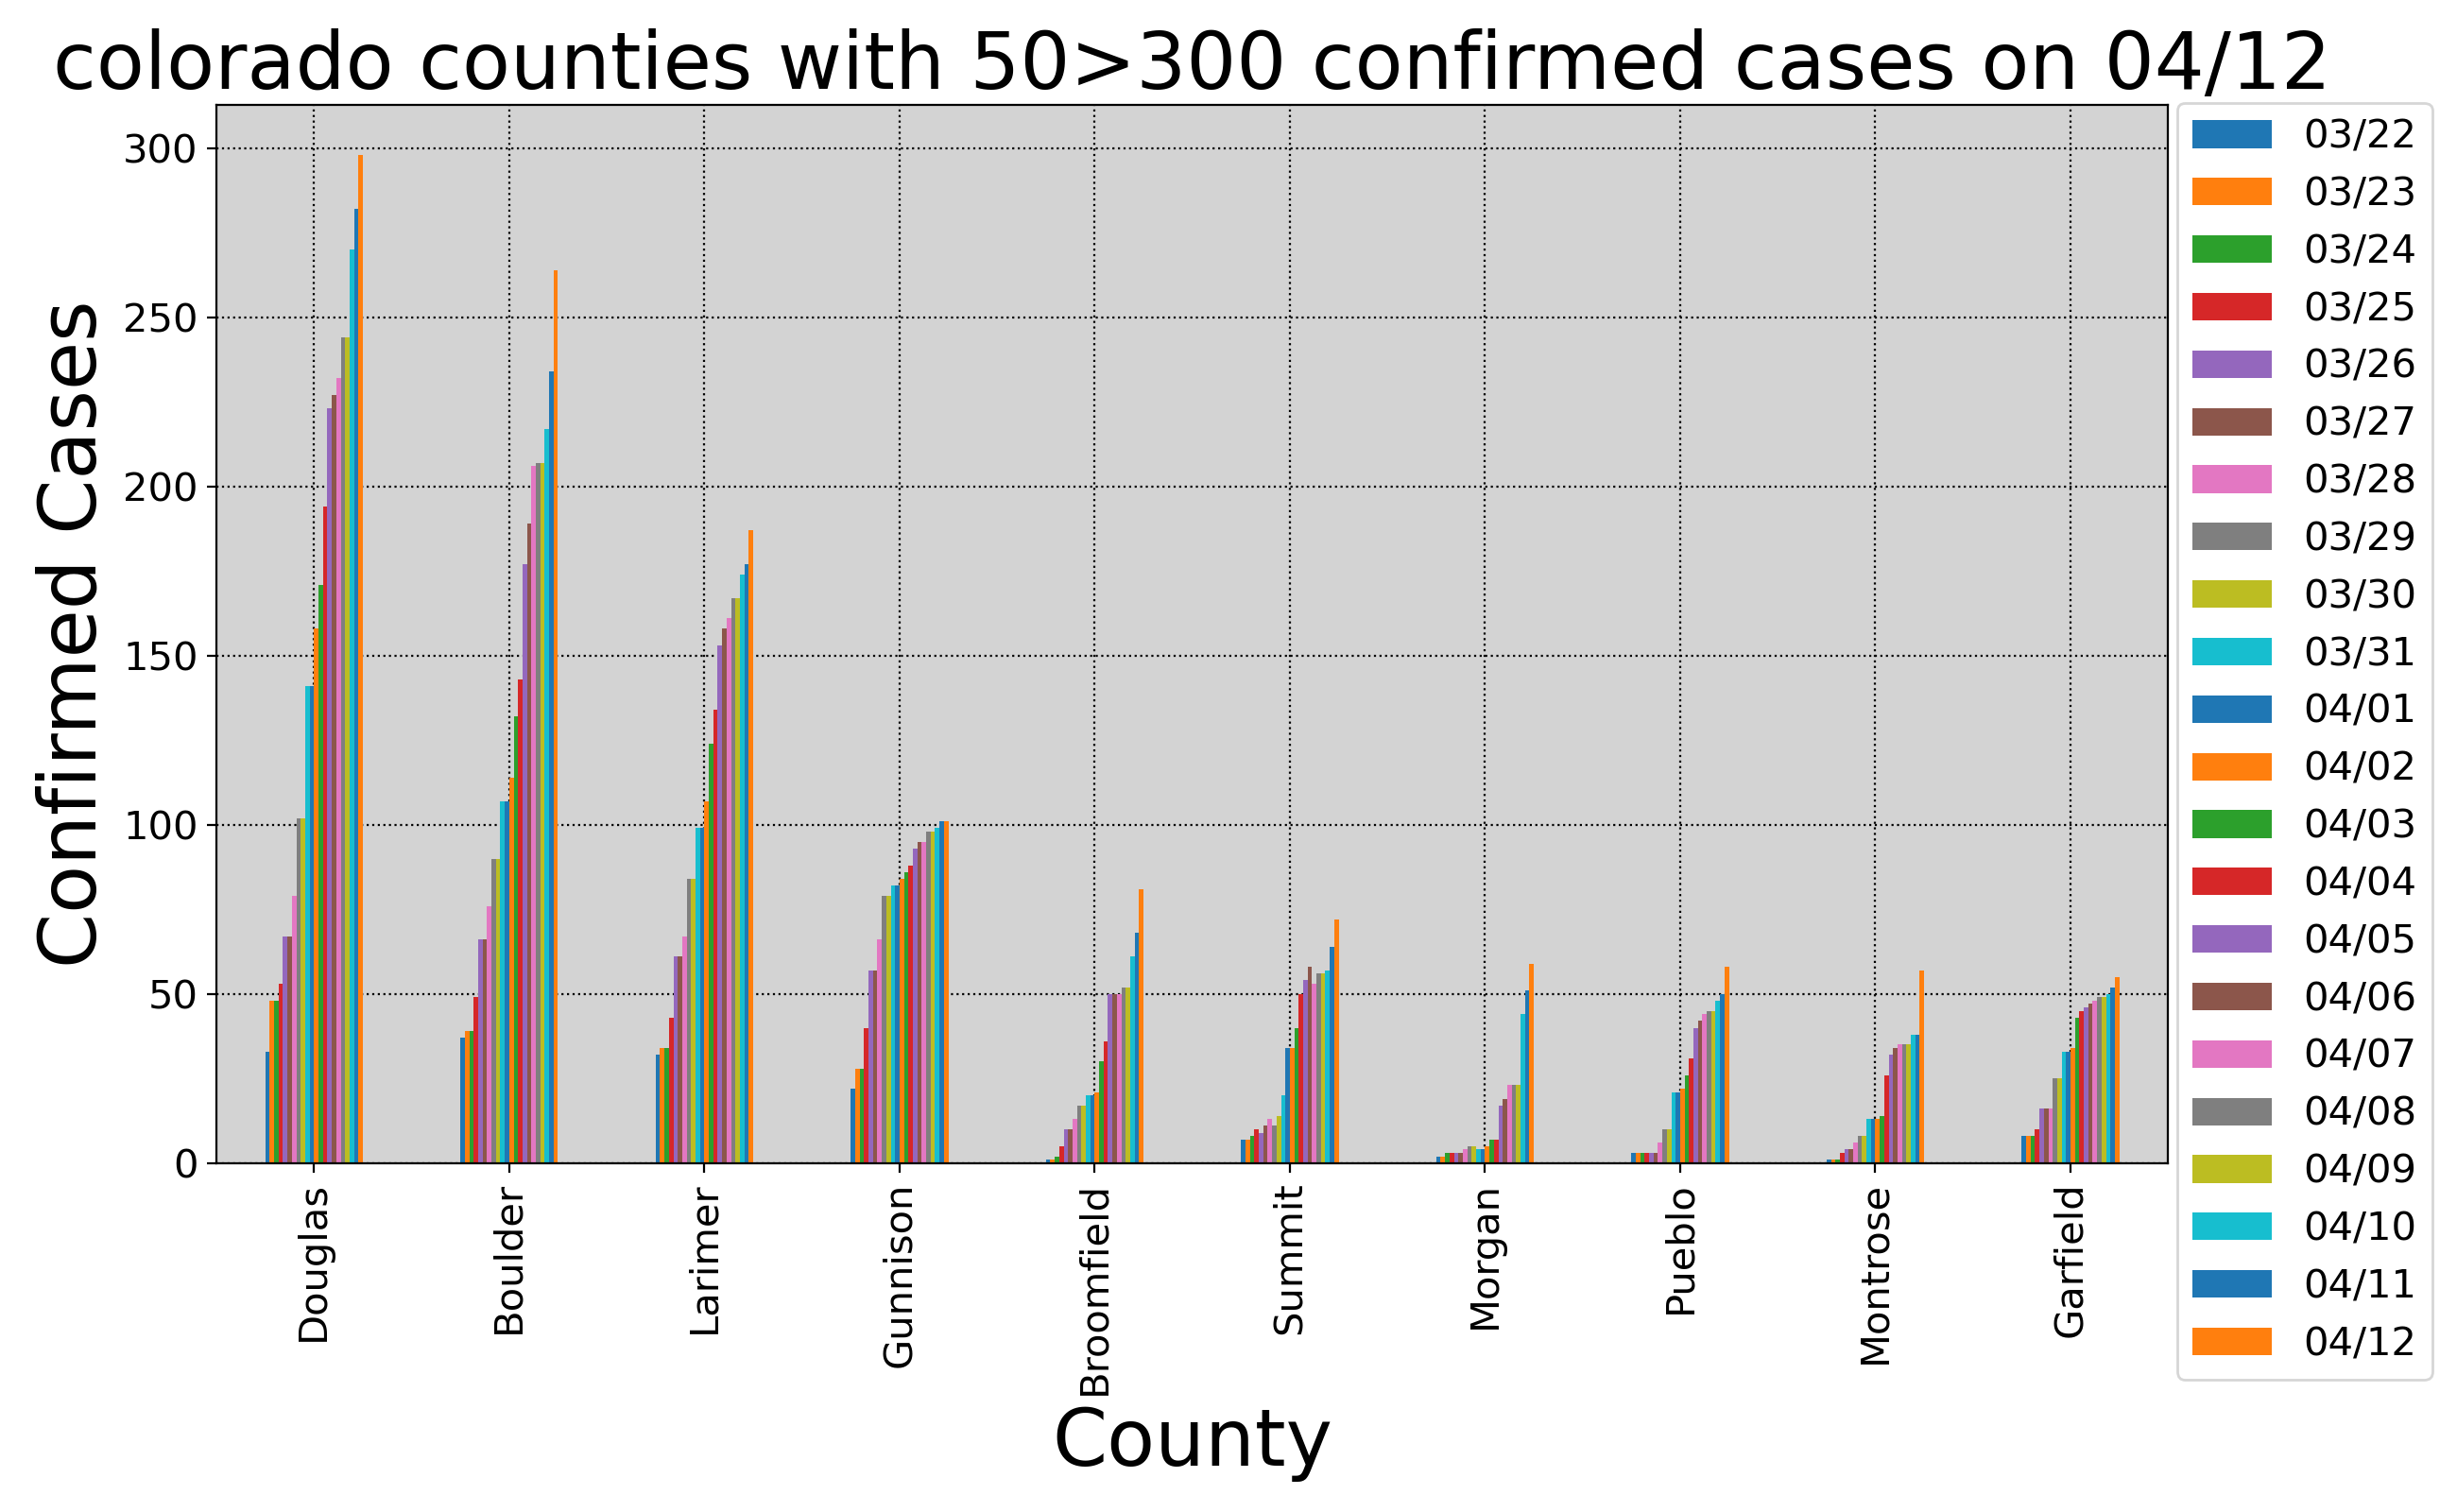 colorado counties with 50>300 confirmed cases on 04/12
Confirmed Cases
300
250
200
150
100
50
0
Douglas
Boulder
Larimer
Gunnison
Broomfield
Summit
Morgan
Pueblo
Montrose
Garfield
County
03/22
03/23
03/24
03/25
03/26
03/27
03/28
03/29
03/30
03/31
04/01
04/02
04/03
04/04
04/05
04/06
04/07
04/08
04/09
04/10
04/11
04/12